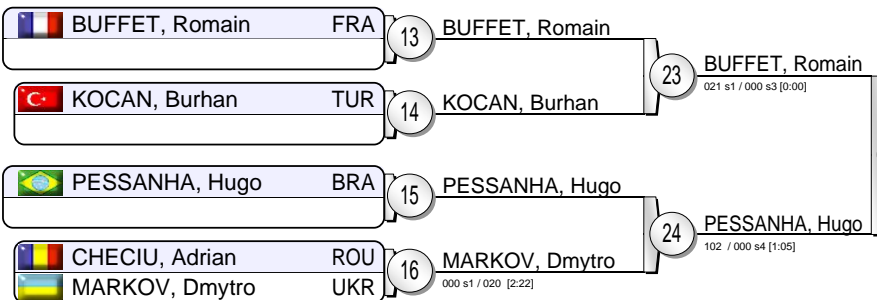 BUFFET, Romain FRA
13
BUFFET, Romain
23
BUFFET, Romain
021 s1 / 000 s3 [0:00]
KOCAN, Burhan TUR
14
KOCAN, Burhan
PESSANHA, Hugo BRA
15
PESSANHA, Hugo
24
PESSANHA, Hugo
102 / 000 s4 [1:05]
CHECIU, Adrian ROU
MARKOV, Dmytro UKR
16
MARKOV, Dmytro
000 s1 / 020 [2:22]